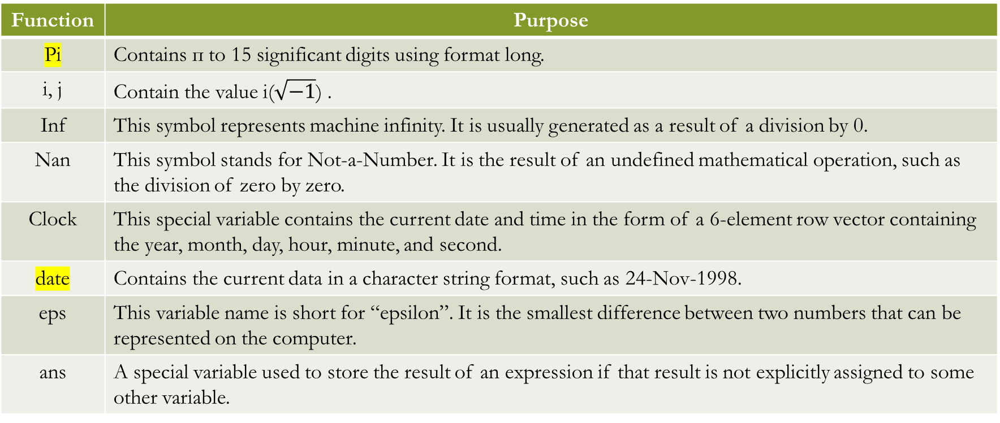 Function Purpose
Pi Contains п to 15 significant digits using format long.
i, j Contain the value i(√−1) .
Inf This symbol represents machine infinity. It is usually generated as a result of a division by 0.
Nan This symbol stands for Not-a-Number. It is the result of an undefined mathematical operation, such as
the division of zero by zero.
Clock This special variable contains the current date and time in the form of a 6-element row vector containing
the year, month, day, hour, minute, and second.
date Contains the current data in a character string format, such as 24-Nov-1998.
eps This variable name is short for “epsilon”. It is the smallest difference between two numbers that can be
represented on the computer.
ans A special variable used to store the result of an expression if that result is not explicitly assigned to some
other variable.